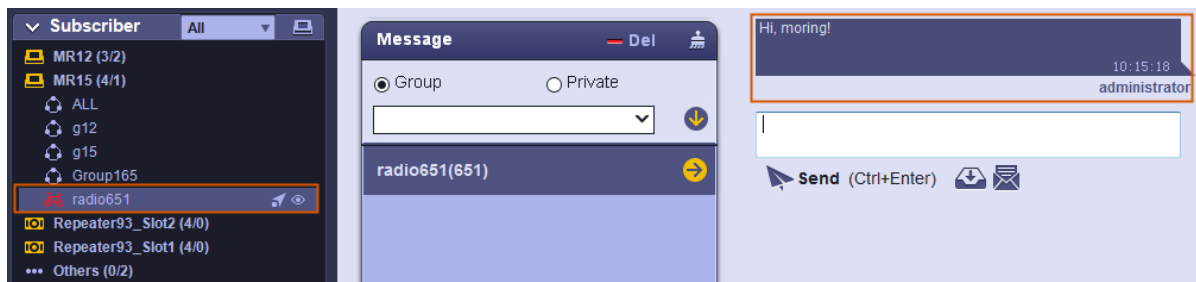 Subscriber
All
MR12 (3/2)
MR15 (4/1)
ALL
g12
g15
Group165
radio651
Repeater93_Slot2 (4/0)
Repeater93_Slot1 (4/0)
Others (0/2)
Message
Del
Group
Private
radio651(651)
Hi, moring!
10:15:18
administrator
Send (Ctrl+Enter)